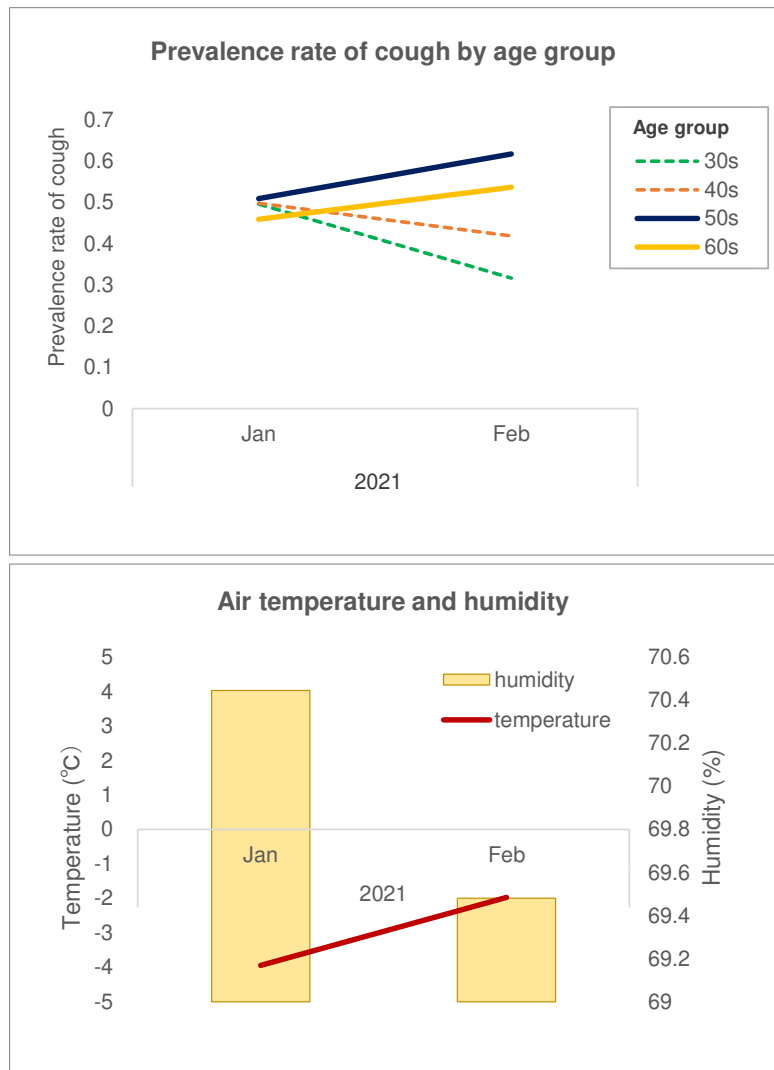 Prevalence rate of cough by age group
Prevalence rate of cough
0.7
0.6
0.5
0.4
0.3
0.2
0.1
0
Jan
Feb
2021
Age group
30s
40s
50s
60s
Air temperature and humidity
Temperature (℃)
5
4
3
2
1
0
-1
-2
-3
-4
-5
humidity
temperature
Jan
Feb
2021
70.6
70.4
70.2
70
69.8
69.6
69.4
69.2
69
Humidity (%)